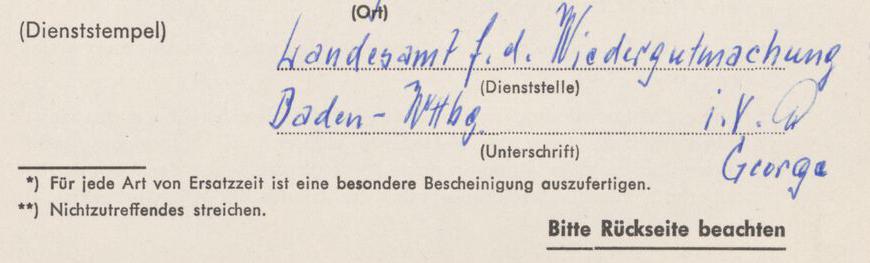 (Ort)
(Dienststempel)
Landesamt f. d. Wiedergutmachung
(Dienststelle)
Baden - Wttbg. i. V.
(Unterschrift)
George
*) Für jede Art von Ersatzzeit ist eine besondere Bescheinigung auszufertigen.
**) Nichtzutreffendes streichen.
Bitte Rückseite beachten